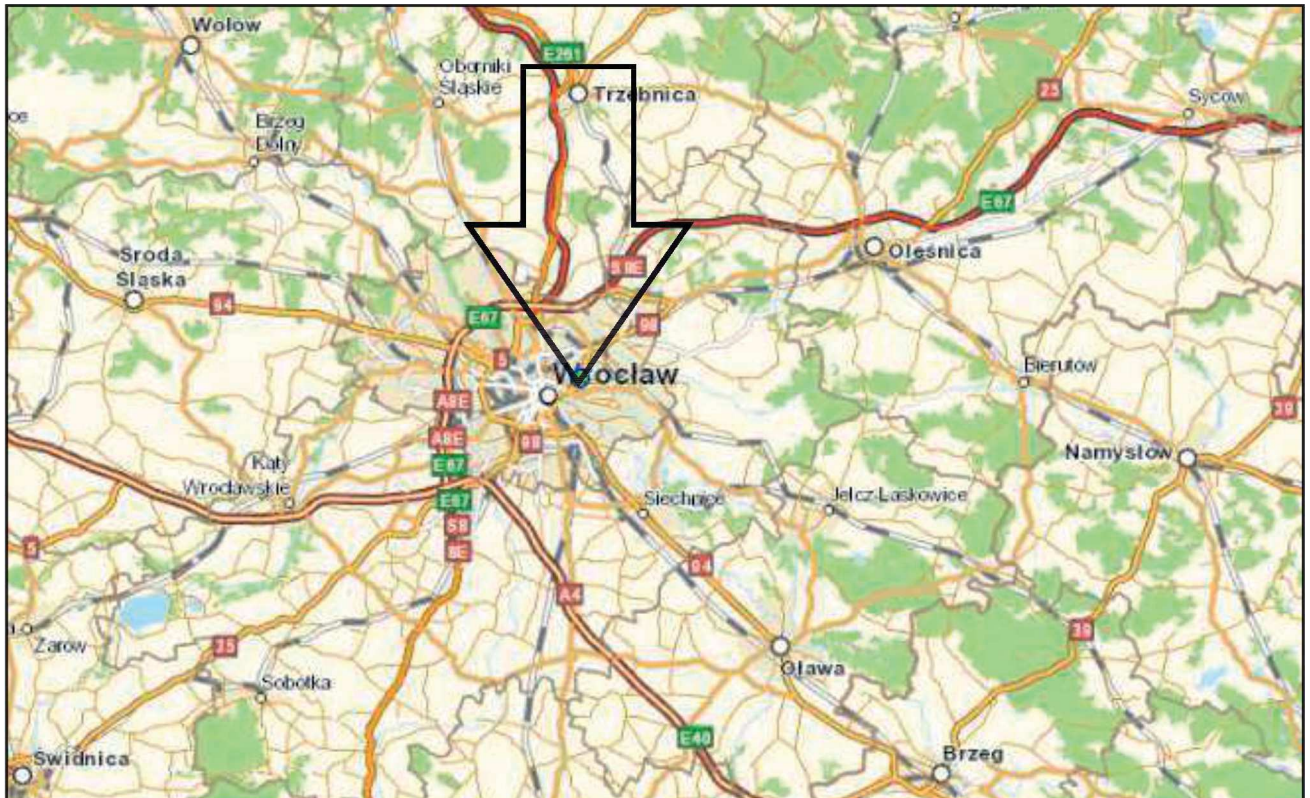 Wołów
E261
Oborniki
Śląskie
Trzebnica
25
Syców
Brzeg
Dolny
E67
Oleśnica
Środa
Śląska
94
S8E
E67
98
5
Wrocław
Bierutów
A8E
39
A8E
98
E67
Namysłów
Kąty
Wrocławskie
E67
Siechnice
Jelcz-Laskowice
S8
5
8E
94
A4
Żarów
35
39
Oława
Sobótka
E40
Świdnica
Brzeg